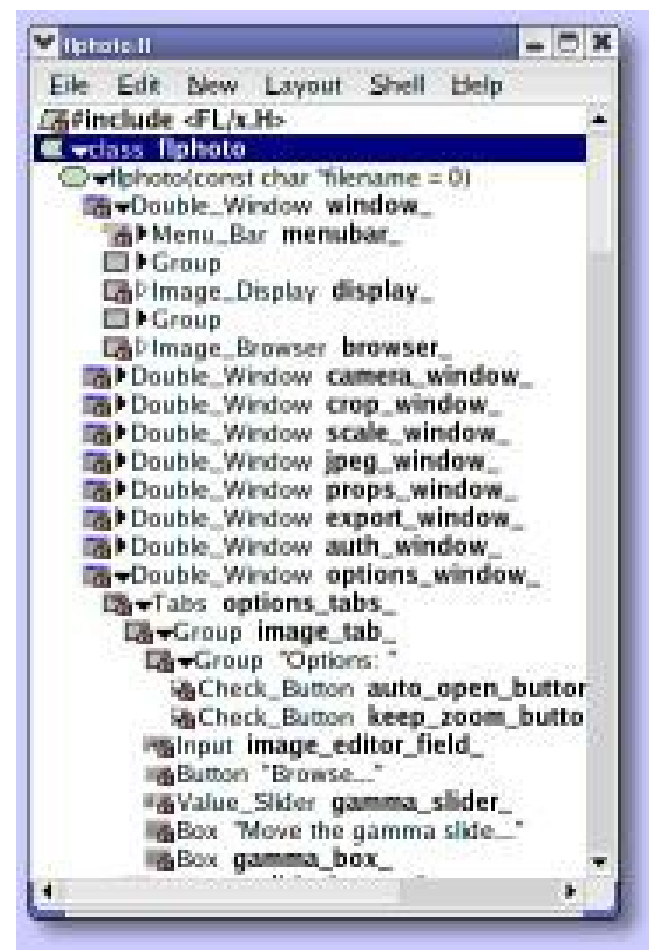 flphoto.fl
File Edit New Layout Shell Help
#include <FL/x.H>
class flphoto
flphoto(const char *filename = 0)
Double_Window window_
Menu_Bar menubar_
Group
Image_Display display_
Group
Image_Browser browser_
Double_Window camera_window_
Double_Window crop_window_
Double_Window scale_window_
Double_Window jpeg_window_
Double_Window props_window_
Double_Window export_window_
Double_Window auth_window_
Double_Window options_window_
Tabs options_tabs_
Group image_tab_
Group "Options: "
Check_Button auto_open_button
Check_Button keep_zoom_butto
Input image_editor_field_
Button "Browse..."
Value_Slider gamma_slider_
Box "Move the gamma slide..."
Box gamma_box_